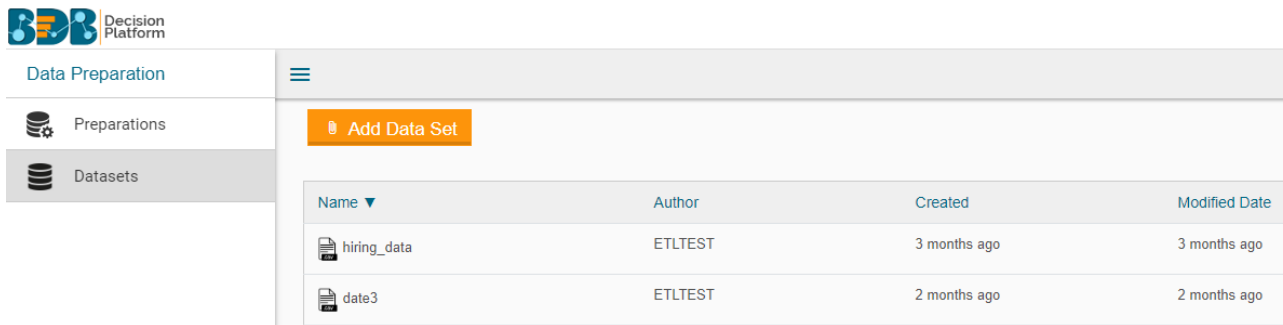 BDB Decision
Platform
Data Preparation
Preparations
Datasets
Add Data Set
Name ▼ Author Created Modified Date
hiring_data ETLTEST 3 months ago 3 months ago
date3 ETLTEST 2 months ago 2 months ago